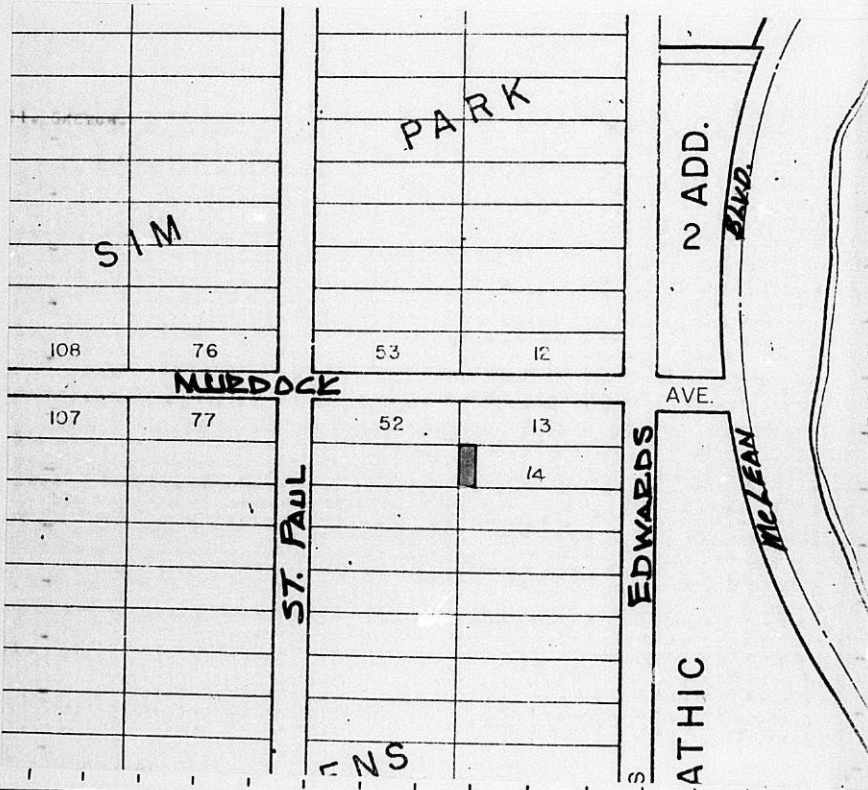 PARK
SIM
2 ADD.
BLVD.
108 76 53 12
MURDOCK AVE.
107 77 52 13
14
ST. PAUL
EDWARDS
McLEAN
ENS
ATHIC
S